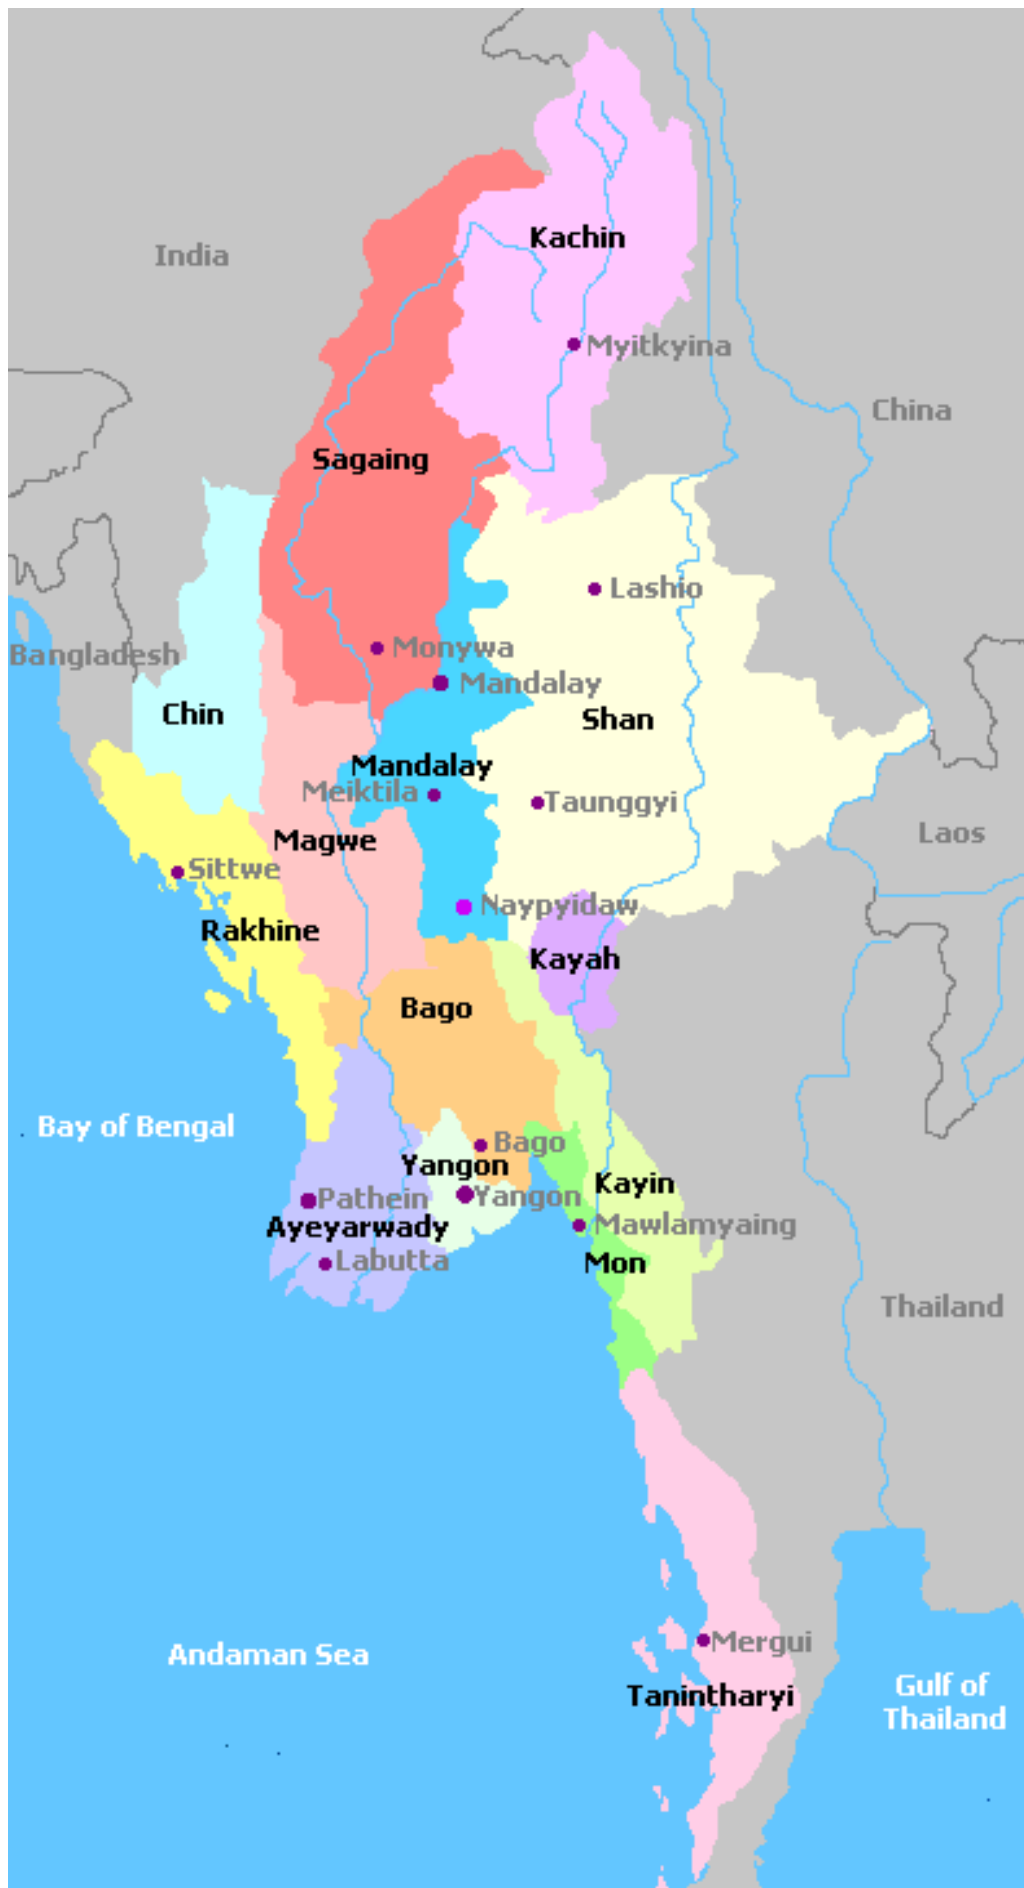 Kachin
India
Myitkyina
China
Sagaing
Lashio
Monywa
Bangladesh
Mandalay
Chin
Shan
Mandalay
Meiktila
Taunggyi
Laos
Magwe
Sittwe
Naypyidaw
Rakhine
Kayah
Bago
Bay of Bengal
Bago
Yangon
Kayin
Pathein
Yangon
Ayeyarwady
Mawlamyaing
Labutta
Mon
Thailand
Mergui
Andaman Sea
Tanintharyi
Gulf of
Thailand